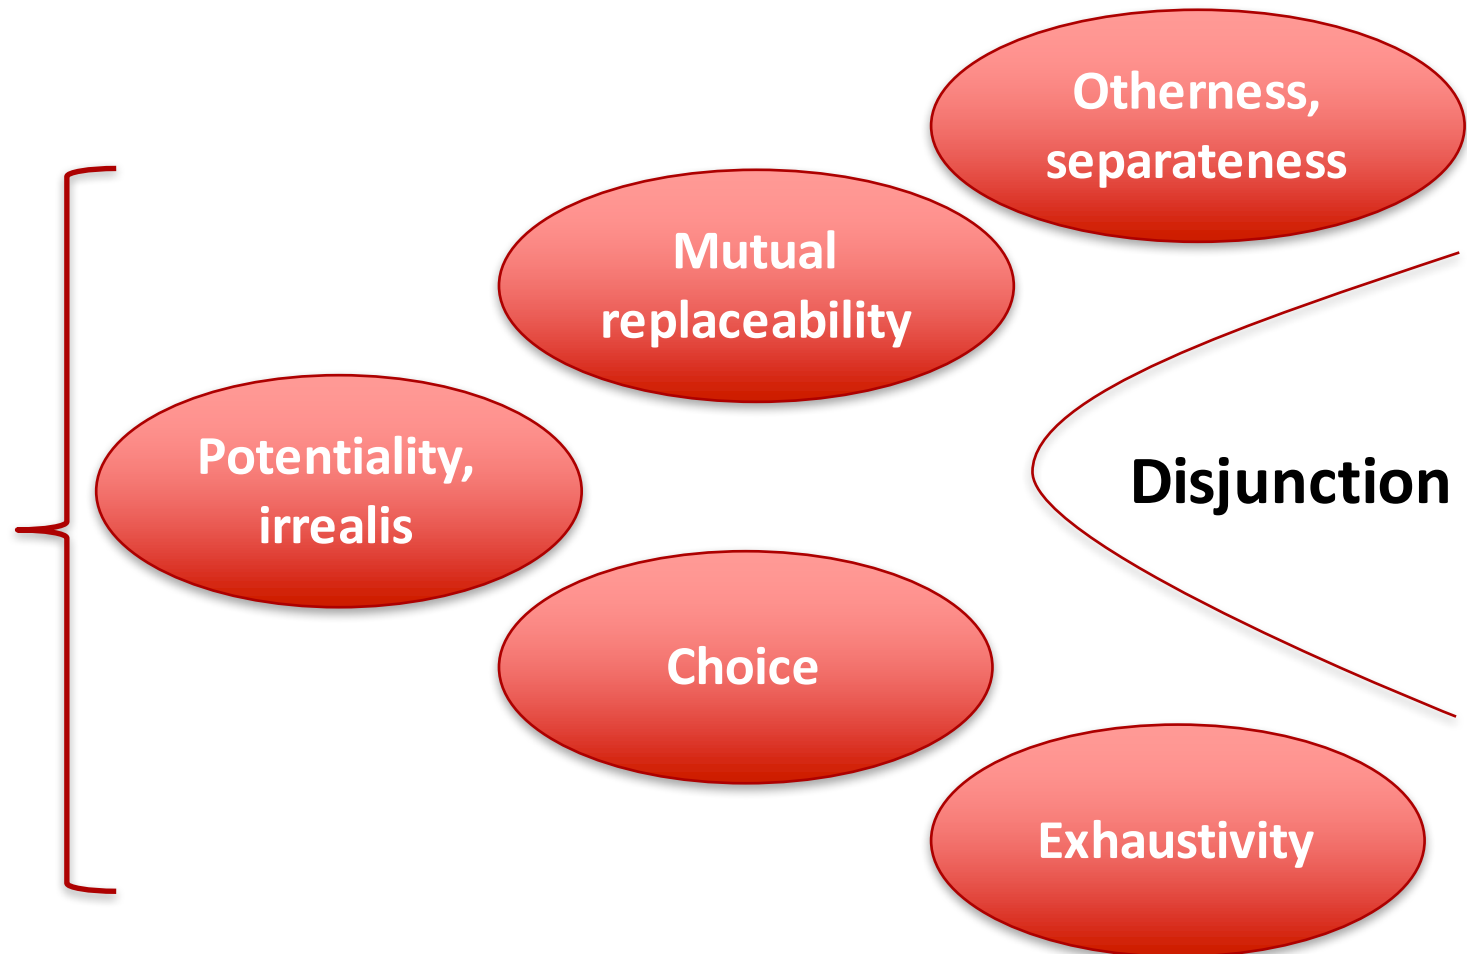 Otherness,
separateness
Mutual
replaceability
Potentiality,
irrealis
Disjunction
Choice
Exhaustivity